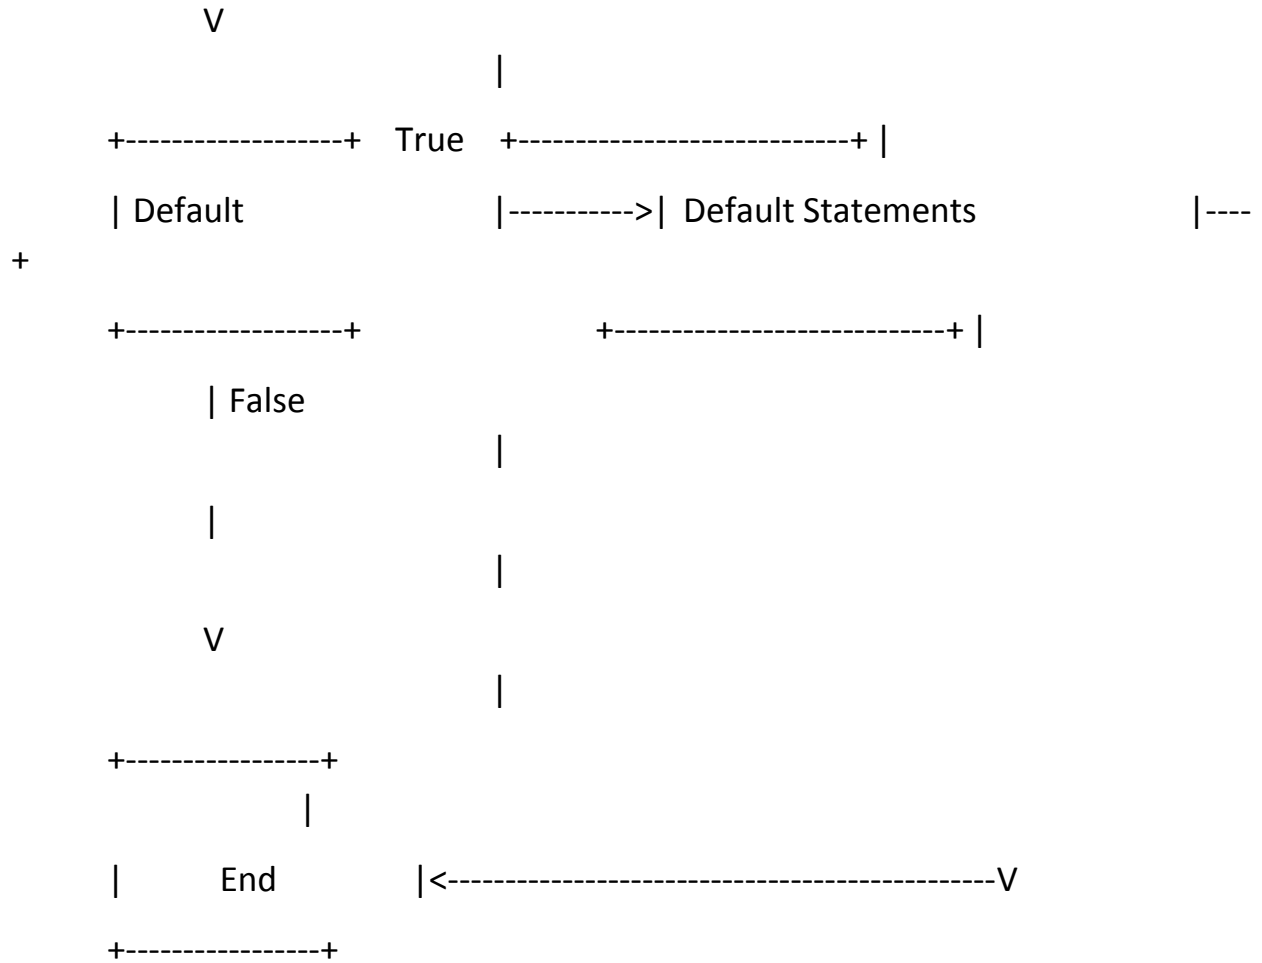 V
|
+-------------------+ True +-----------------------------+ |
| Default |----------->| Default Statements |----
+
+-------------------+ +-----------------------------+ |
| False
|
|
|
V
|
+-----------------+
|
| End |<------------------------------------------------V
+-----------------+